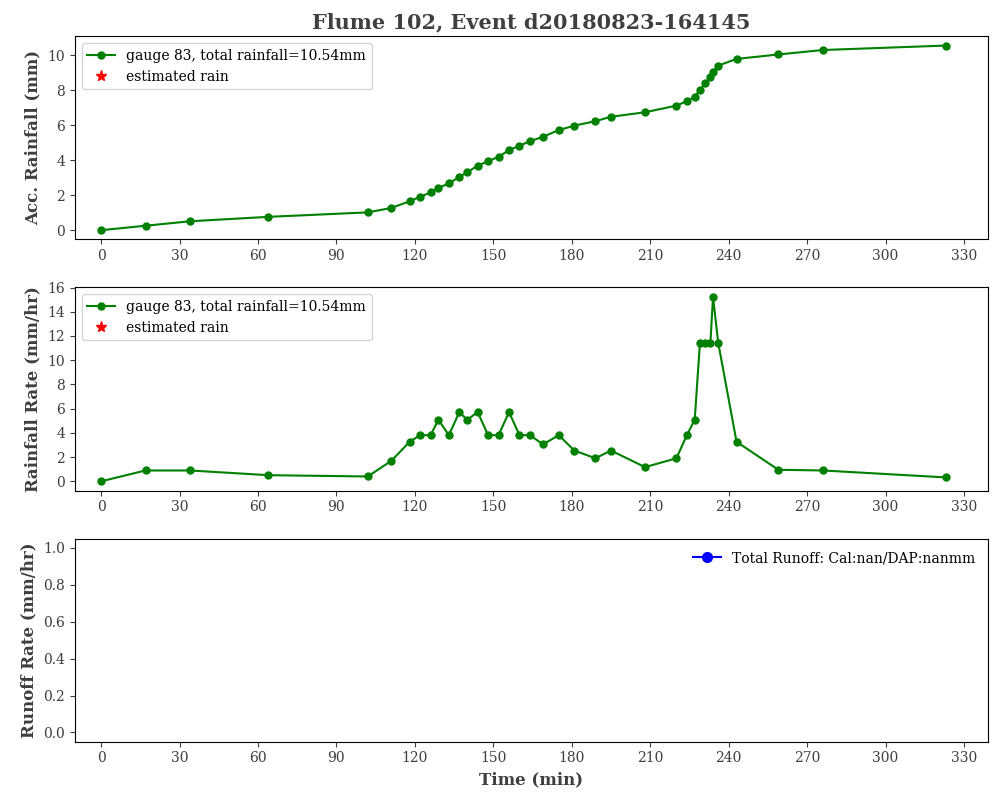 Flume 102, Event d20180823-164145
Acc. Rainfall (mm)
10
8
6
4
2
0
gauge 83, total rainfall=10.54mm
estimated rain
0 30 60 90 120 150 180 210 240 270 300 330
Rainfall Rate (mm/hr)
16
14
12
10
8
6
4
2
0
gauge 83, total rainfall=10.54mm
estimated rain
0 30 60 90 120 150 180 210 240 270 300 330
Runoff Rate (mm/hr)
1.0
0.8
0.6
0.4
0.2
0.0
Total Runoff: Cal:nan/DAP:nanmm
0 30 60 90 120 150 180 210 240 270 300 330
Time (min)